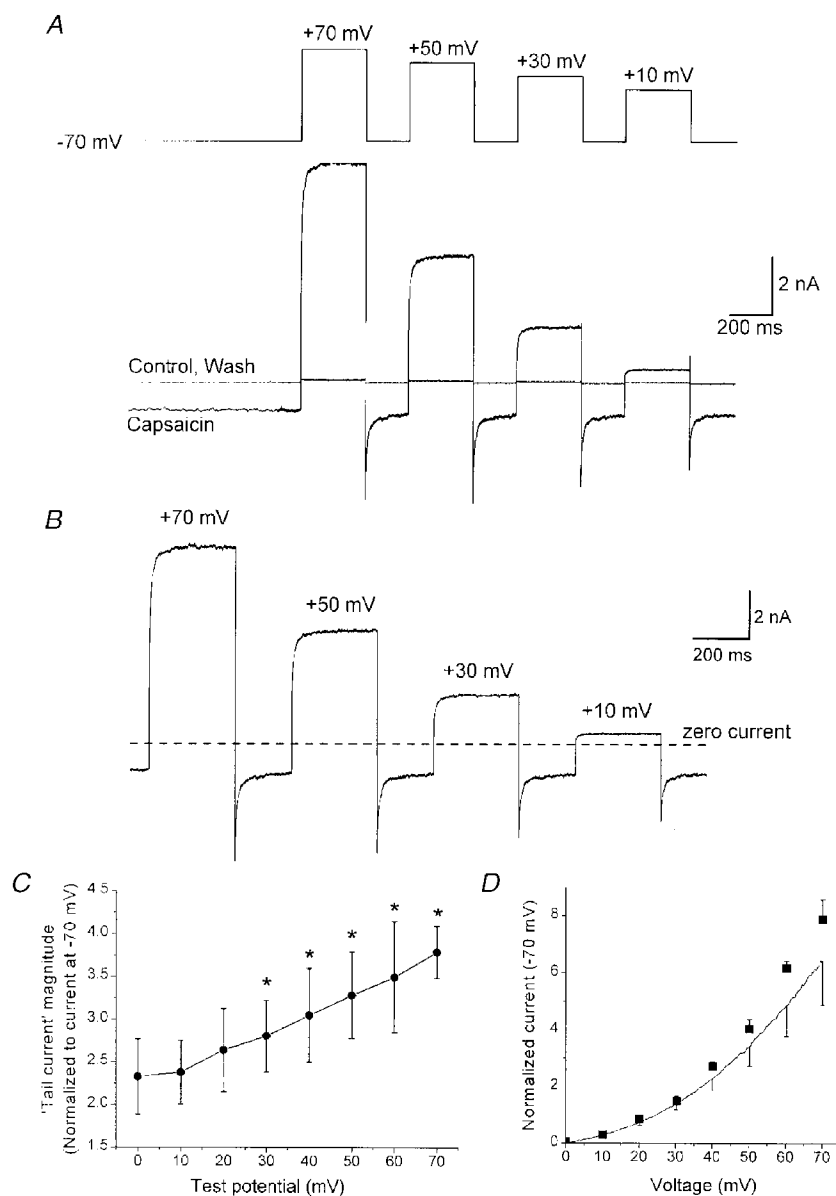 A
+70 mV
+50 mV
+30 mV
+10 mV
-70 mV
2 nA
200 ms
Control, Wash
Capsaicin
B
+70 mV
+50 mV
+30 mV
+10 mV
2 nA
200 ms
zero current
C
'Tail current' magnitude
(Normalized to current at -70 mV)
4.5
4.0
3.5
3.0
2.5
2.0
1.5
* * * * *
0 10 20 30 40 50 60 70
Test potential (mV)
D
Normalized current (-70 mV)
8
6
4
2
0
0 10 20 30 40 50 60 70
Voltage (mV)